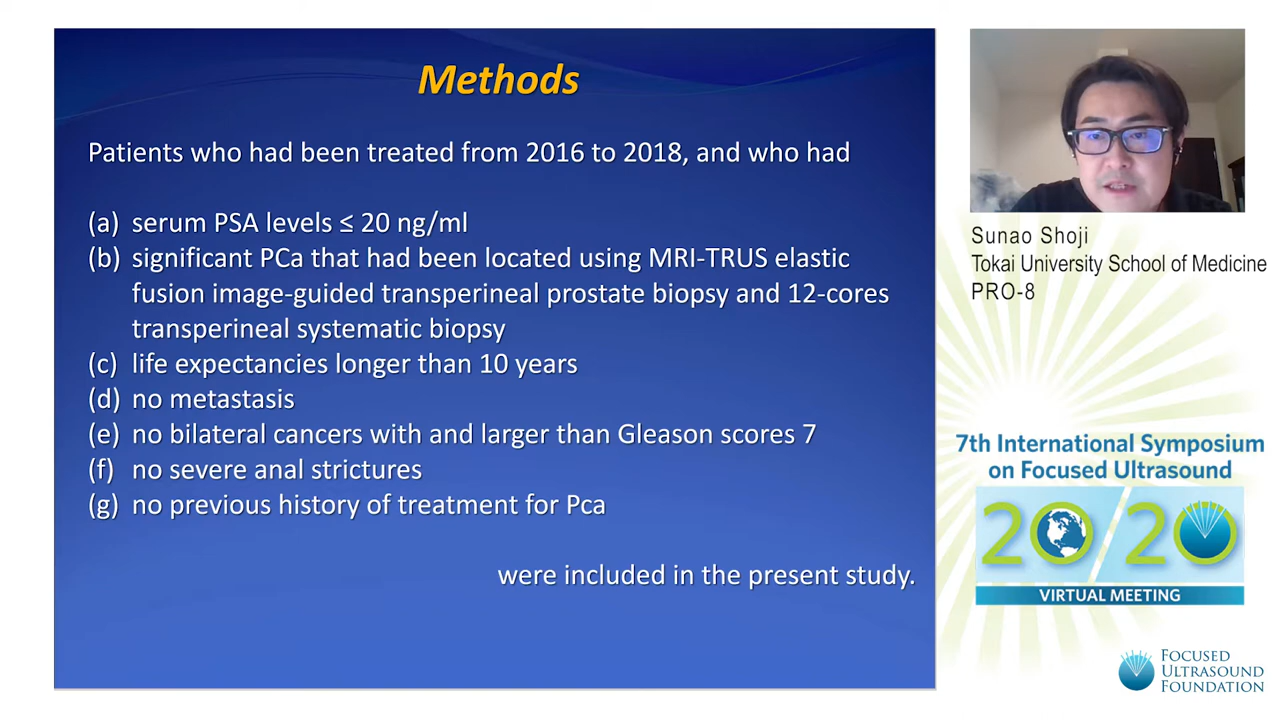 Methods
Patients who had been treated from 2016 to 2018, and who had
(a) serum PSA levels ≤ 20 ng/ml
(b) significant PCa that had been located using MRI-TRUS elastic
fusion image-guided transperineal prostate biopsy and 12-cores
transperineal systematic biopsy
(c) life expectancies longer than 10 years
(d) no metastasis
(e) no bilateral cancers with and larger than Gleason scores 7
(f) no severe anal strictures
(g) no previous history of treatment for Pca
were included in the present study.
Sunao Shoji
Tokai University School of Medicine
PRO-8
7th International Symposium
on Focused Ultrasound
20/20
VIRTUAL MEETING
FOCUSED
ULTRASOUND
FOUNDATION